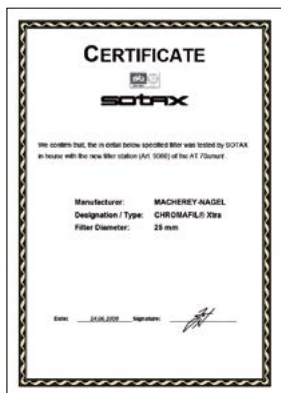 CERTIFICATE
sotax
We confirm that, the in detail below specified filter was tested by SOTAX
in house with the new filter station (Art. 5060) of the AT 70smart.
Manufacturer: MACHEREY-NAGEL
Designation / Type: CHROMAFIL® Xtra
Filter Diameter: 25 mm
Date: 24.06.2009 Signature: